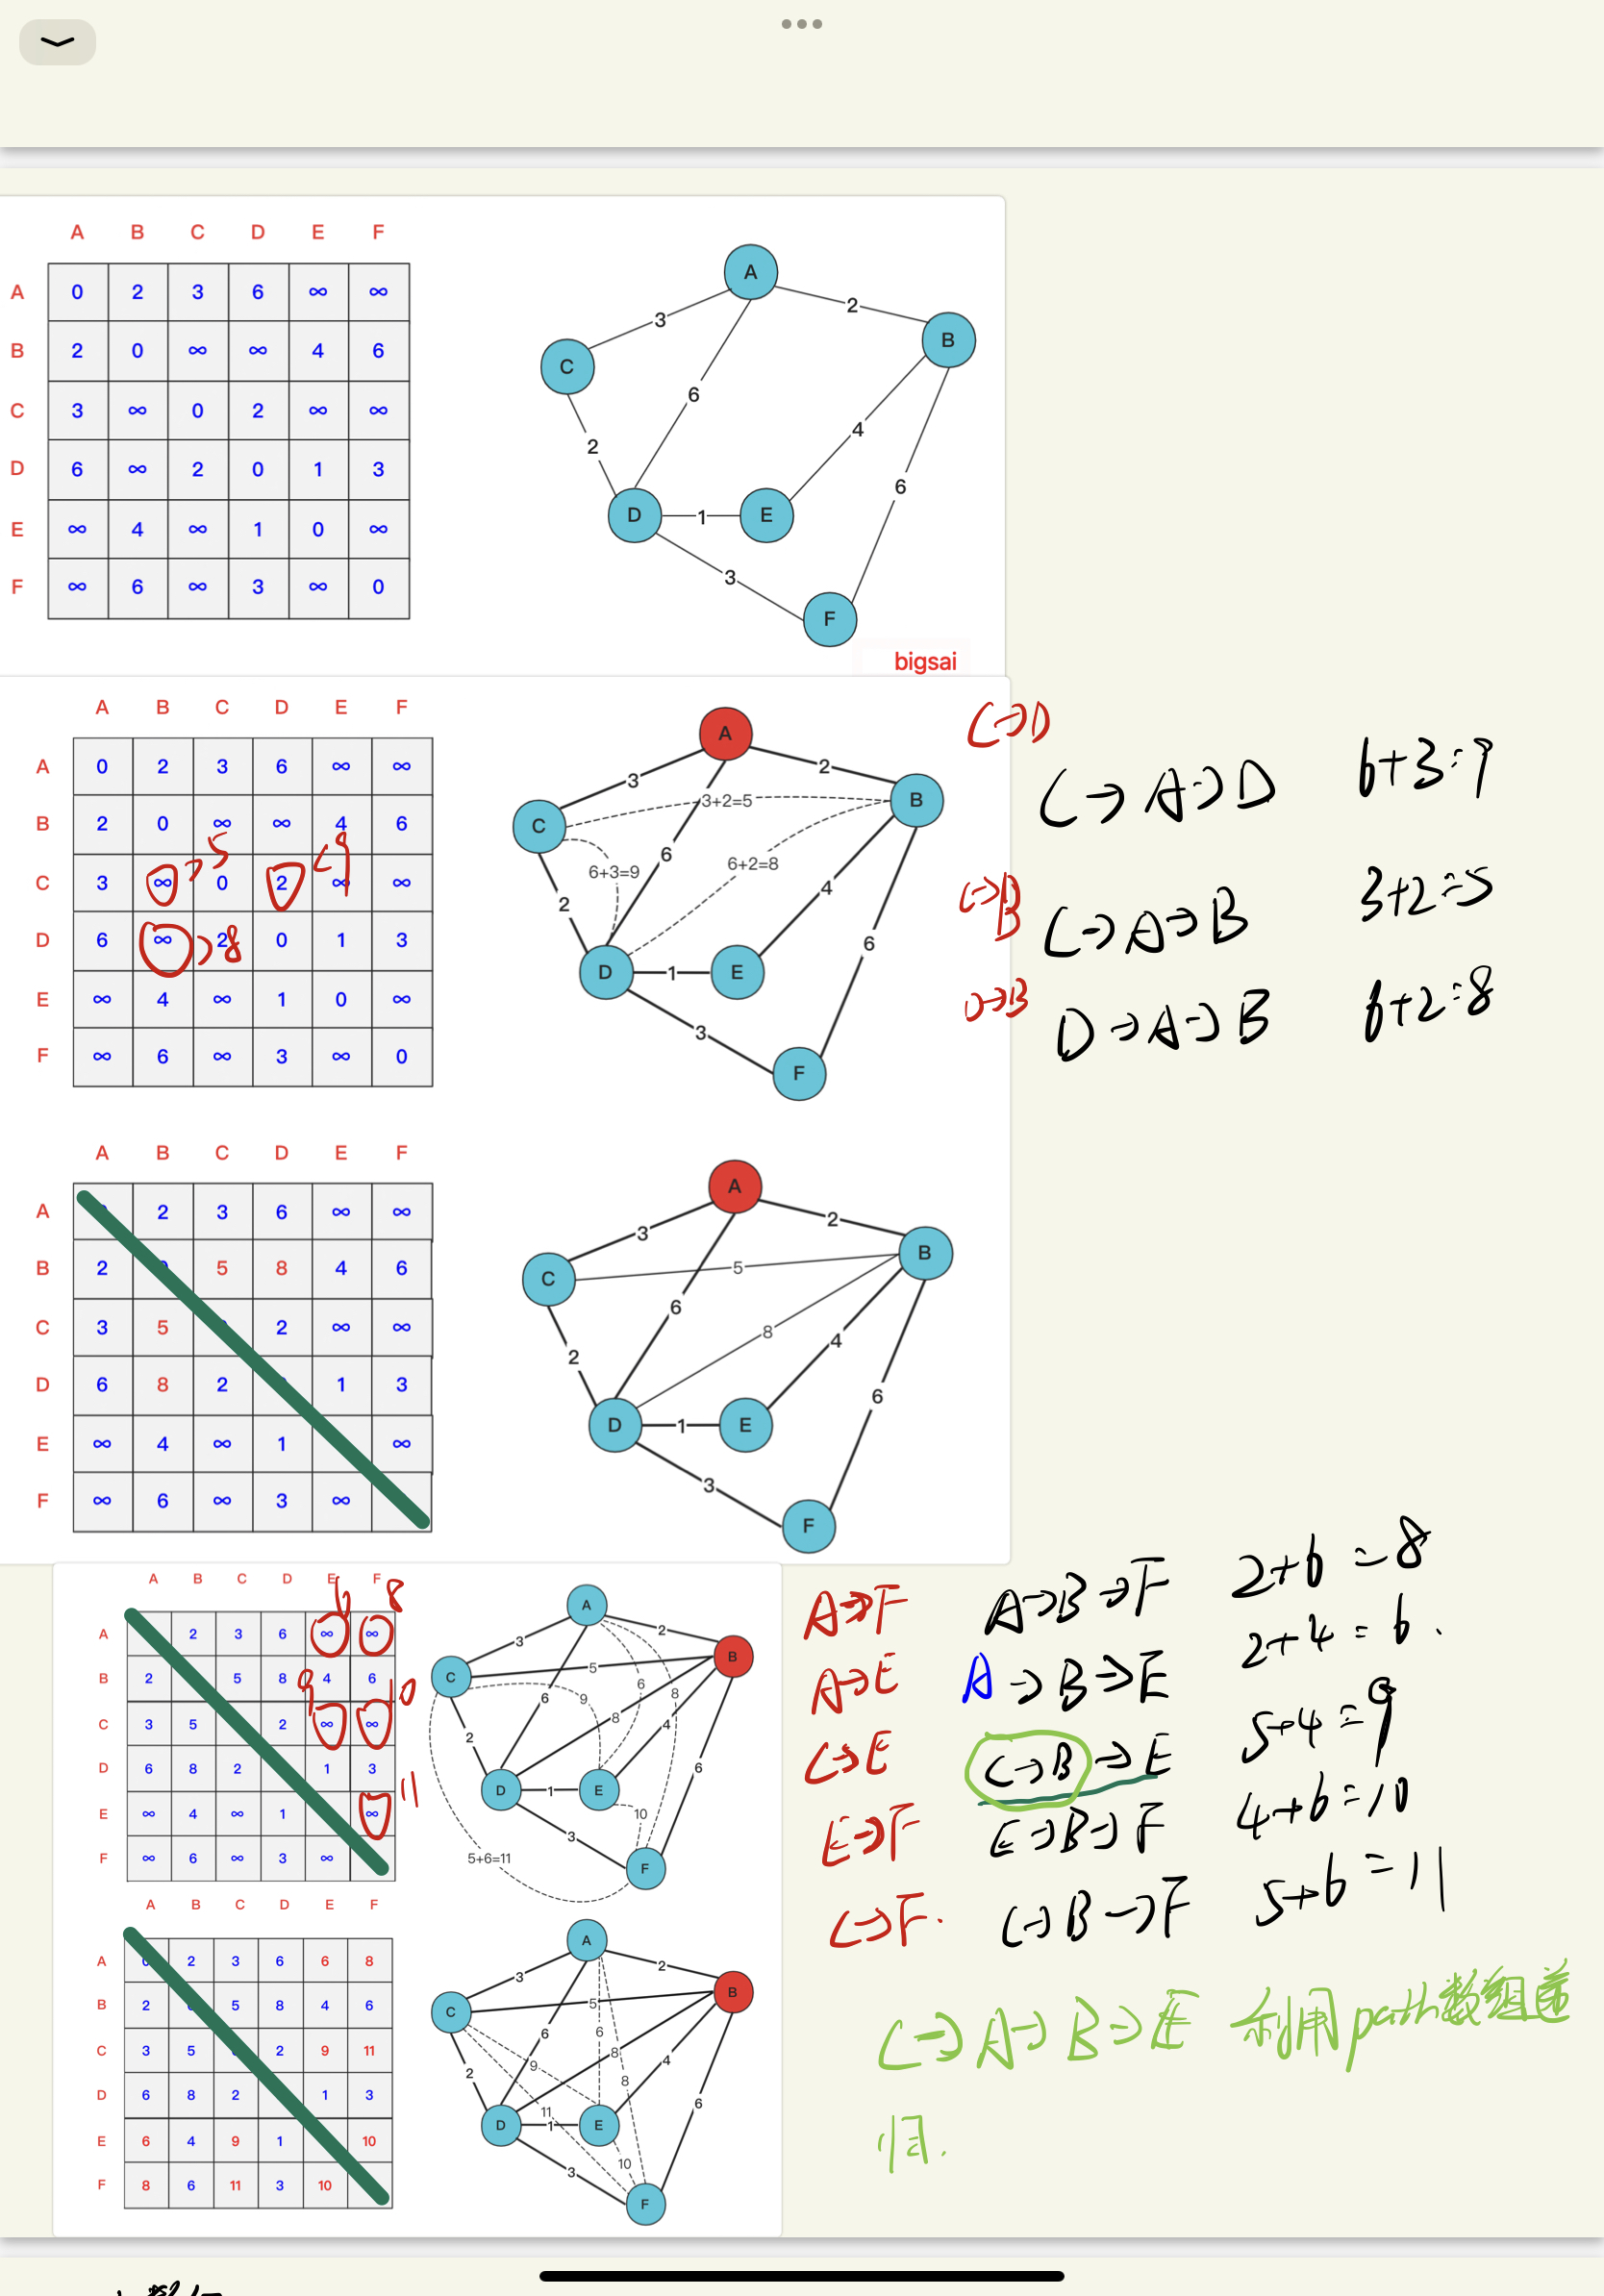 A B C D E F
A 0 2 3 6 ∞ ∞
B 2 0 ∞ ∞ 4 6
C 3 ∞ 0 2 ∞ ∞
D 6 ∞ 2 0 1 3
E ∞ 4 ∞ 1 0 ∞
F ∞ 6 ∞ 3 ∞ 0
A
3
2
C
B
6
2
4
6
D
1
E
3
F
bigsai
A B C D E F
A 0 2 3 6 ∞ ∞
B 2 0 ∞ ∞ 4 6
C 3 ∞ >5 0 2 <9 ∞ ∞
D 6 ∞ >8 2 0 1 3
E ∞ 4 ∞ 1 0 ∞
F ∞ 6 ∞ 3 ∞ 0
A
3
2
3+2=5
C
B
6
6+3=9
6+2=8
2
4
6
D
1
E
3
F
C→D
C→A→D 6+3=9
C→B
C→A→B 3+2=5
D→B
D→A→B 6+2=8
A B C D E F
A 2 3 6 ∞ ∞
B 2 5 8 4 6
C 3 5 2 ∞ ∞
D 6 8 2 1 3
E ∞ 4 ∞ 1 ∞
F ∞ 6 ∞ 3 ∞
A
3
2
C
5
B
6
8
2
4
6
D
1
E
3
F
A B C D E F
6 8
A 2 3 6 ∞ ∞
B 2 5 8 4 6
9 10
C 3 5 2 ∞ ∞
D 6 8 2 1 3
11
E ∞ 4 ∞ 1 ∞
F ∞ 6 ∞ 3 ∞
A
3
2
B
C
5
6
9
6
8
8
4
2
6
D
1
E
10
3
5+6=11
F
A→F A→B→F 2+6=8
A→E A→B→E 2+4=6.
C→E C→B→E 5+4=9
E→F E→B→F 4+6=10
C→F. C→B→F 5+6=11
A B C D E F
A 0 2 3 6 6 8
B 2 5 8 4 6
C 3 5 2 9 11
D 6 8 2 1 3
E 6 4 9 1 10
F 8 6 11 3 10
A
3
2
B
C
5
6
6
8
9
4
2
8
11
6
D
1
E
10
3
F
C→A→B→E 利用path数组